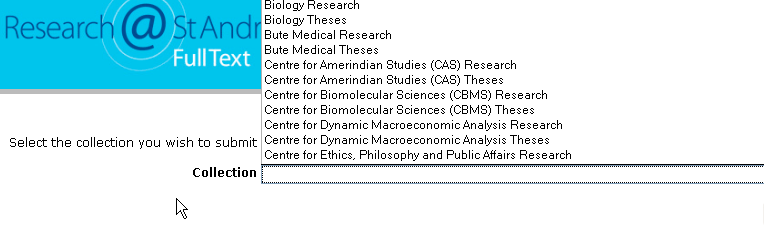 Research@StAndr
FullText
Biology Research
Biology Theses
Bute Medical Research
Bute Medical Theses
Centre for Amerindian Studies (CAS) Research
Centre for Amerindian Studies (CAS) Theses
Centre for Biomolecular Sciences (CBMS) Research
Centre for Biomolecular Sciences (CBMS) Theses
Centre for Dynamic Macroeconomic Analysis Research
Centre for Dynamic Macroeconomic Analysis Theses
Centre for Ethics, Philosophy and Public Affairs Research
Select the collection you wish to submit
Collection